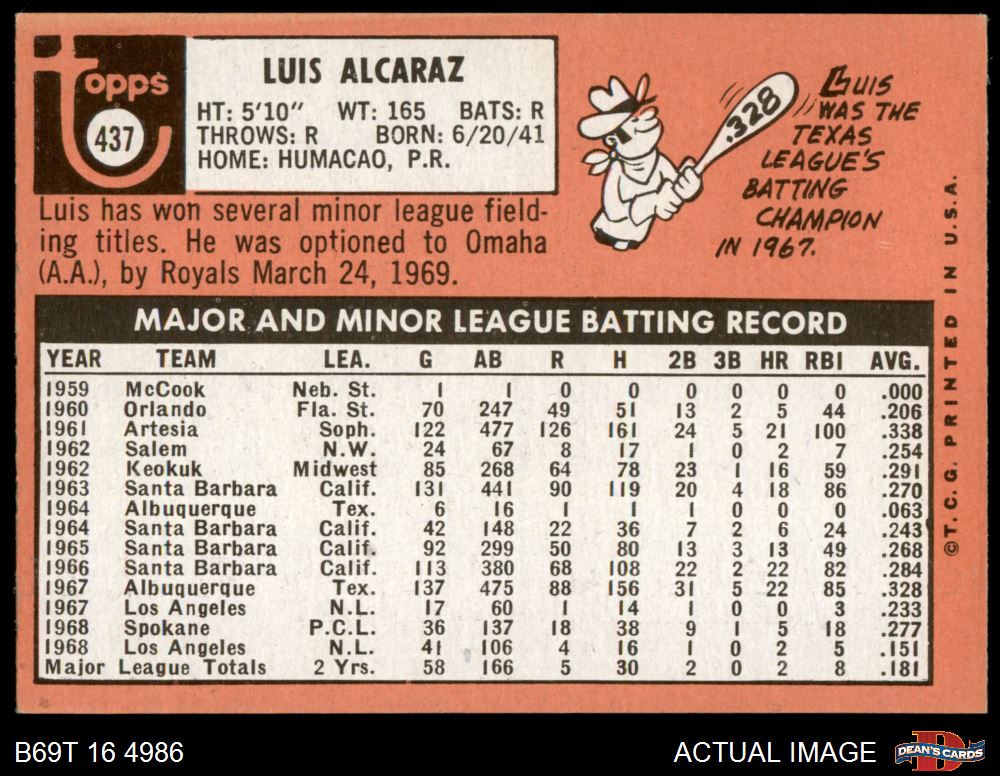 topps
437
LUIS ALCARAZ
HT: 5'10" WT: 165 BATS: R
THROWS: R BORN: 6/20/41
HOME: HUMACAO, P.R.
Luis has won several minor league field-
ing titles. He was optioned to Omaha
(A.A.), by Royals March 24, 1969.
.328
LUIS
WAS THE
TEXAS
LEAGUE'S
BATTING
CHAMPION
IN 1967.
MAJOR AND MINOR LEAGUE BATTING RECORD
YEAR TEAM LEA. G AB R H 2B 3B HR RBI AVG.
1959 McCook Neb. St. 1 1 0 0 0 0 0 0 .000
1960 Orlando Fla. St. 70 247 49 51 13 2 5 44 .206
1961 Artesia Soph. 122 477 126 161 24 5 21 100 .338
1962 Salem N.W. 24 67 8 17 1 0 2 7 .254
1962 Keokuk Midwest 85 268 64 78 23 1 16 59 .291
1963 Santa Barbara Calif. 131 441 90 119 20 4 18 86 .270
1964 Albuquerque Tex. 6 16 1 1 1 0 0 0 .063
1964 Santa Barbara Calif. 42 148 22 36 7 2 6 24 .243
1965 Santa Barbara Calif. 92 299 50 80 13 3 13 49 .268
1966 Santa Barbara Calif. 113 380 68 108 22 2 22 82 .284
1967 Albuquerque Tex. 137 475 88 156 31 5 22 85 .328
1967 Los Angeles N.L. 17 60 1 14 1 0 0 3 .233
1968 Spokane P.C.L. 36 137 18 38 9 1 5 18 .277
1968 Los Angeles N.L. 41 106 4 16 1 0 2 5 .151
Major League Totals 2 Yrs. 58 166 5 30 2 0 2 8 .181
©T.C.G. PRINTED IN U.S.A.
B69T 16 4986
ACTUAL IMAGE
D
DEAN'S CARDS